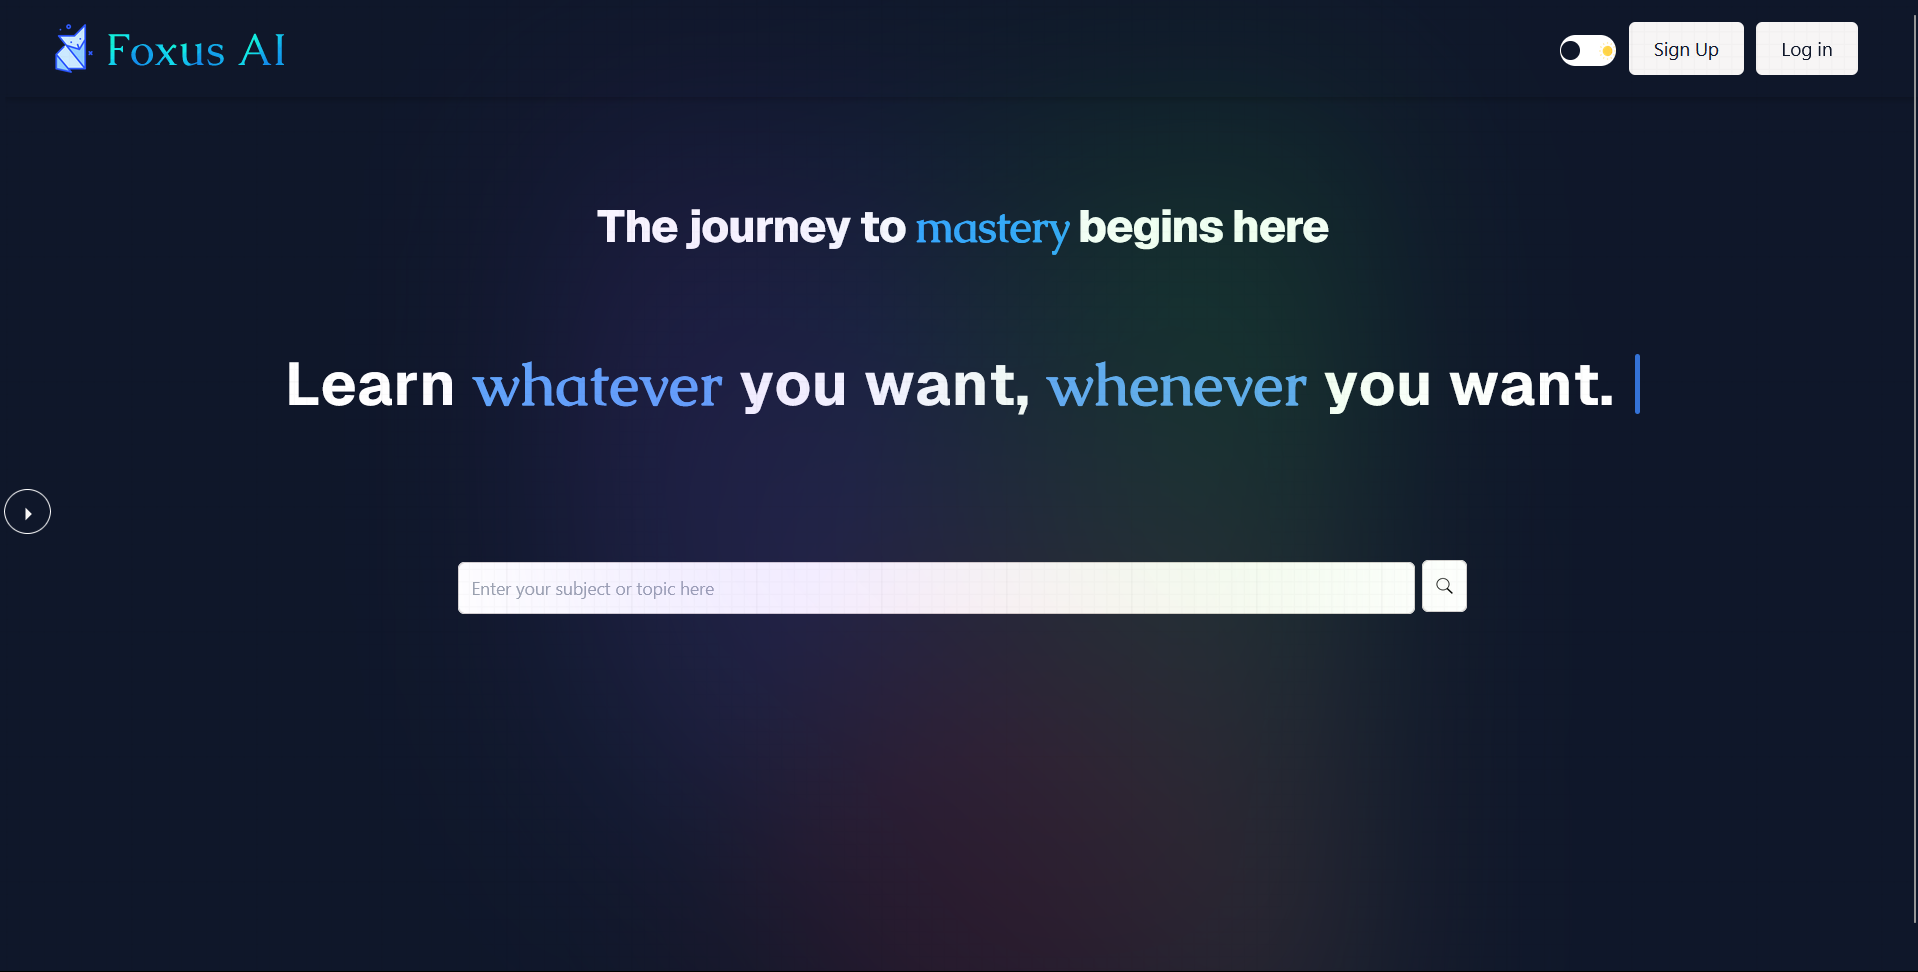 Foxus AI
Sign Up
Log in
The journey to mastery begins here
Learn whatever you want, whenever you want.
Enter your subject or topic here